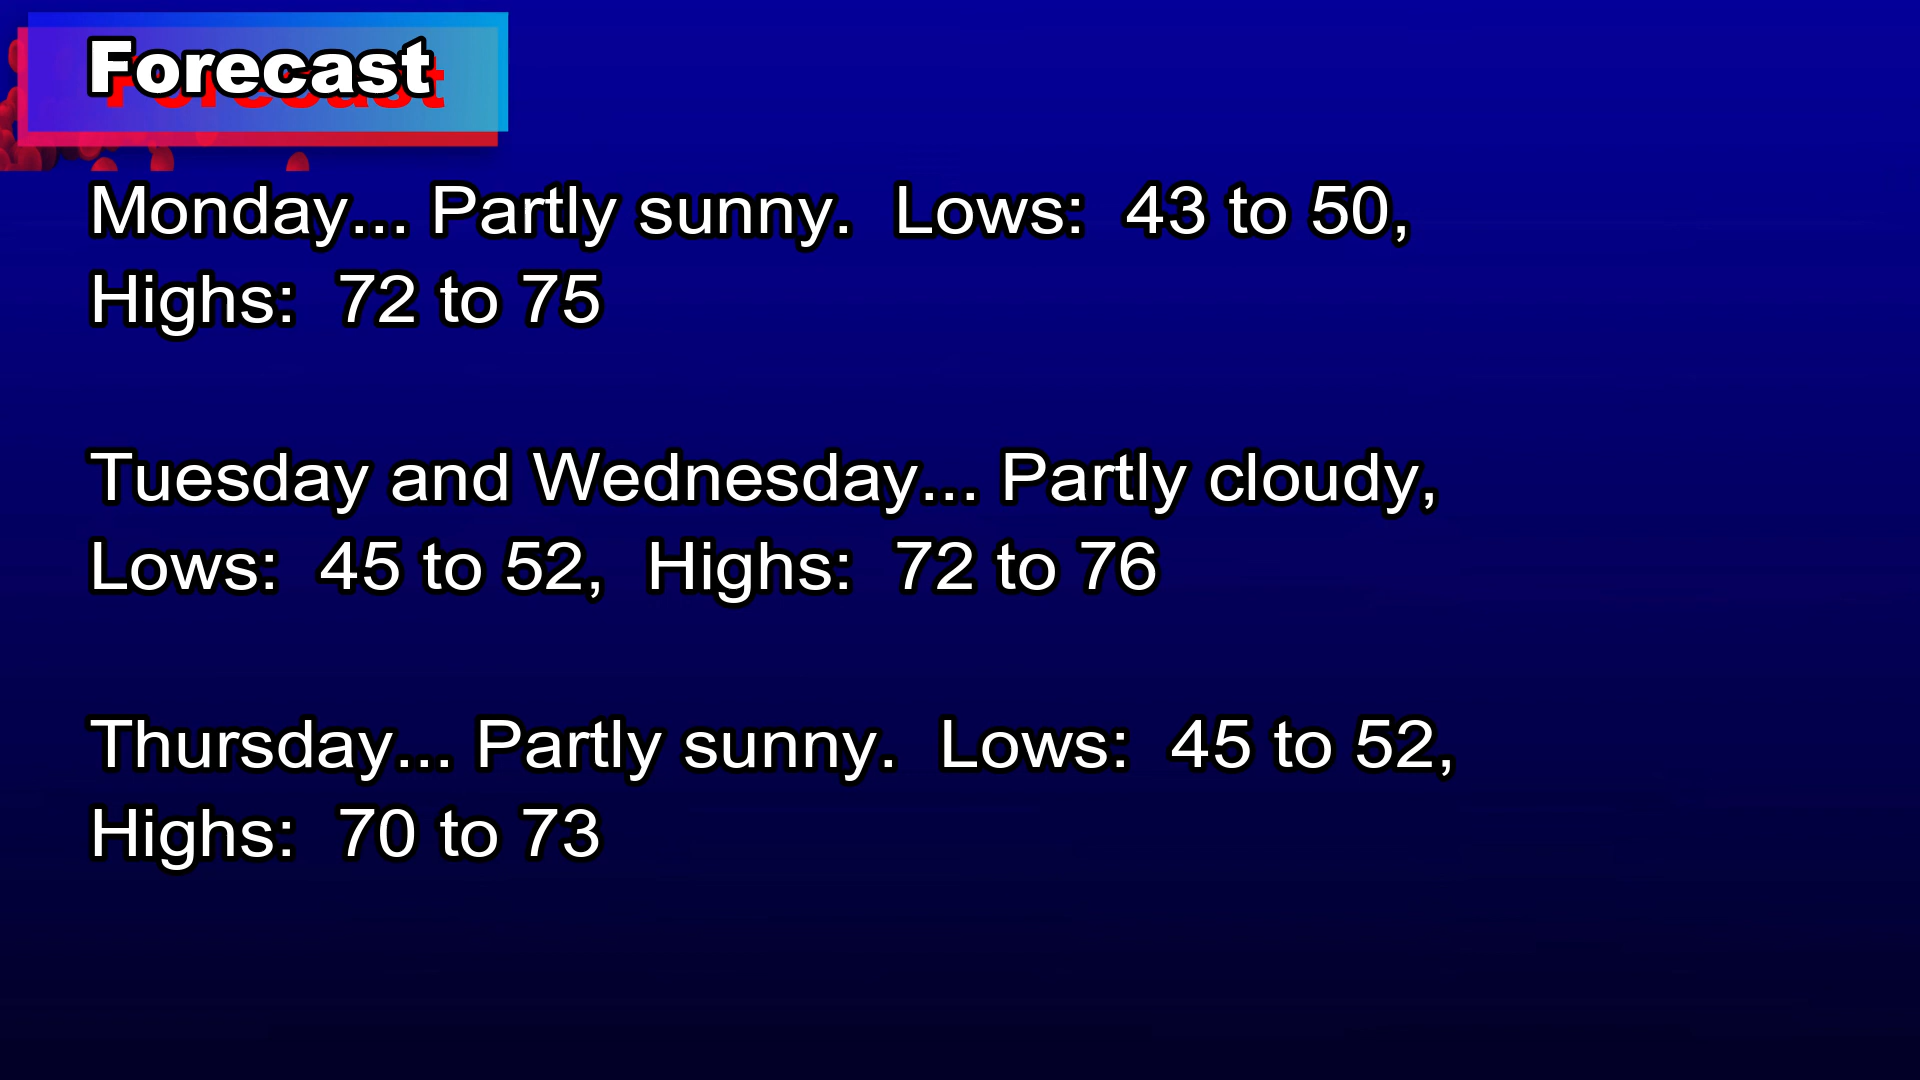 Forecast
Monday... Partly sunny.  Lows:  43 to 50,
Highs:  72 to 75
Tuesday and Wednesday... Partly cloudy,
Lows:  45 to 52,  Highs:  72 to 76
Thursday... Partly sunny.  Lows:  45 to 52,
Highs:  70 to 73